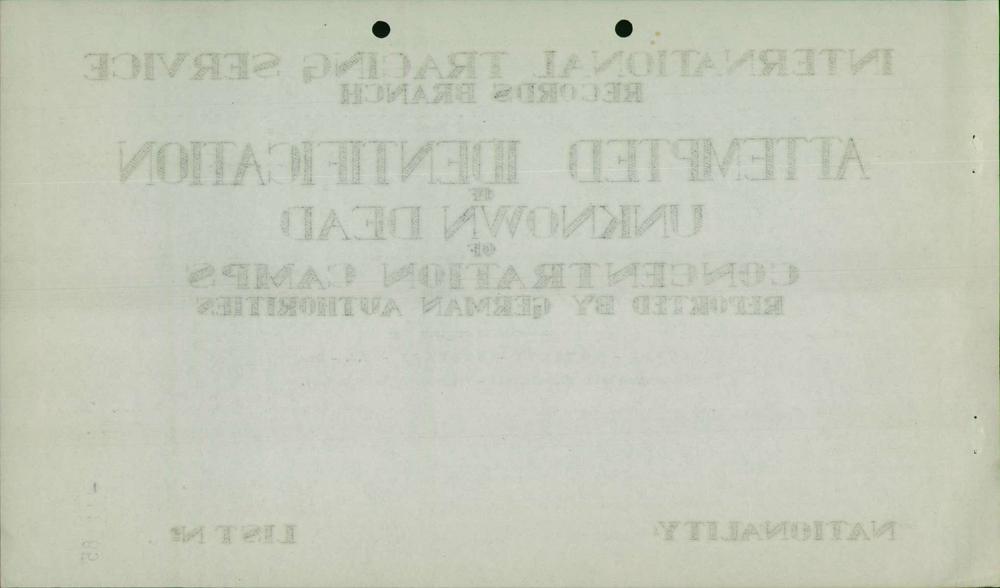 INTERNATIONAL TRACING SERVICE
RECORDS BRANCH
ATTEMPTED IDENTIFICATION
OF
UNKNOWN DEAD
OF
CONCENTRATION CAMPS
REPORTED BY GERMAN AUTHORITIES
NATIONALITY: LIST Nº